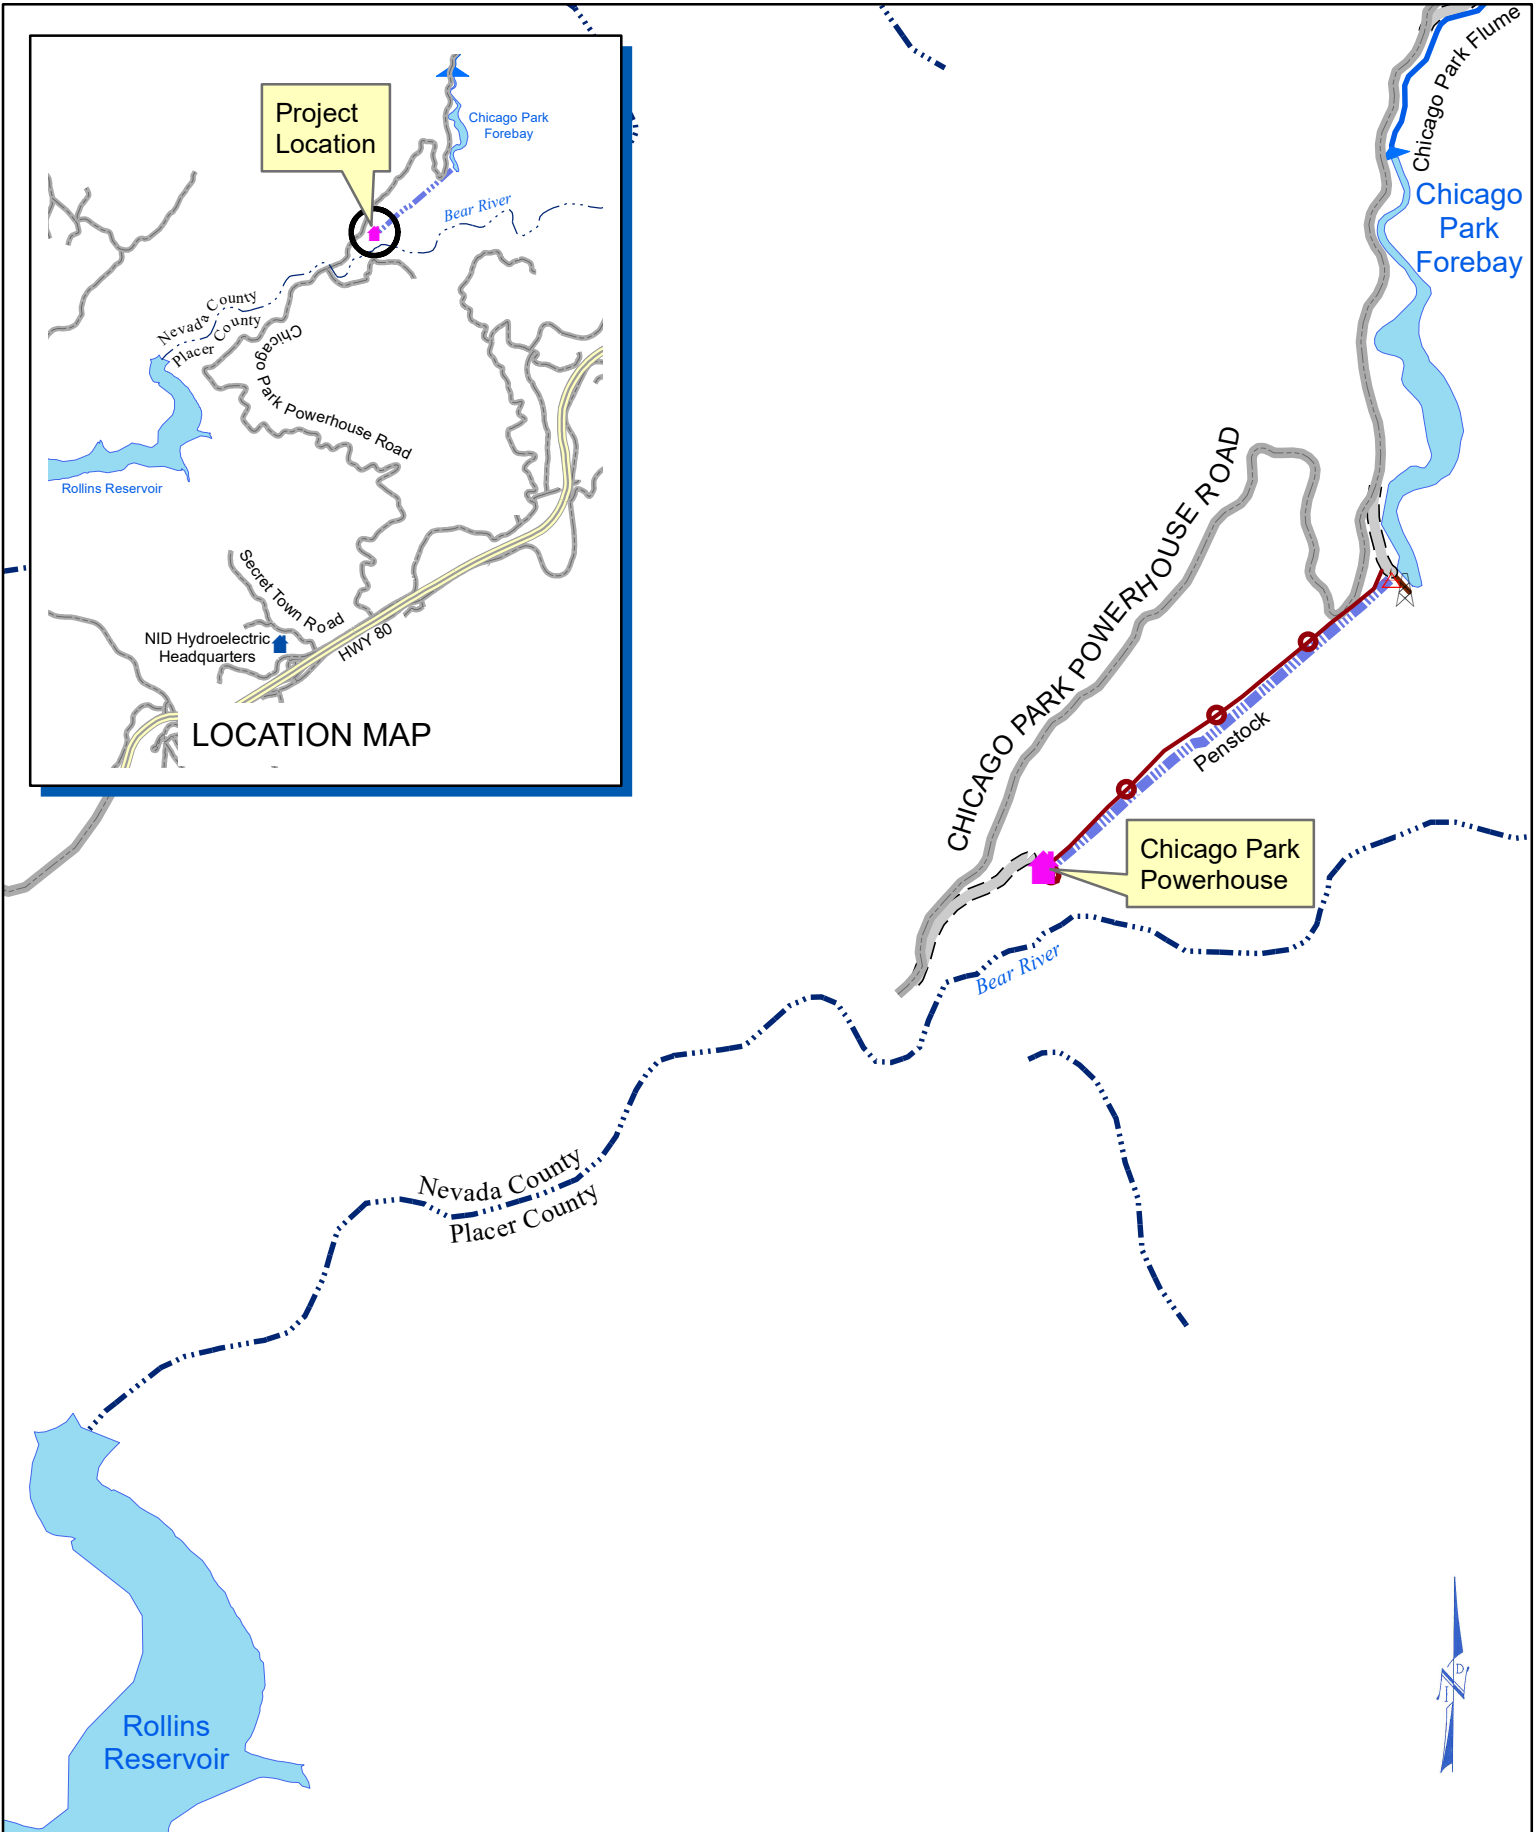 Project
Location
Chicago Park
Forebay
Bear River
Nevada County
Placer County
Chicago Park Powerhouse Road
Rollins Reservoir
Secret Town Road
NID Hydroelectric
Headquarters
HWY 80
LOCATION MAP
Chicago Park Flume
Chicago
Park
Forebay
CHICAGO PARK POWERHOUSE ROAD
Penstock
Chicago Park
Powerhouse
Bear River
Nevada County
Placer County
Rollins
Reservoir
N
I
D